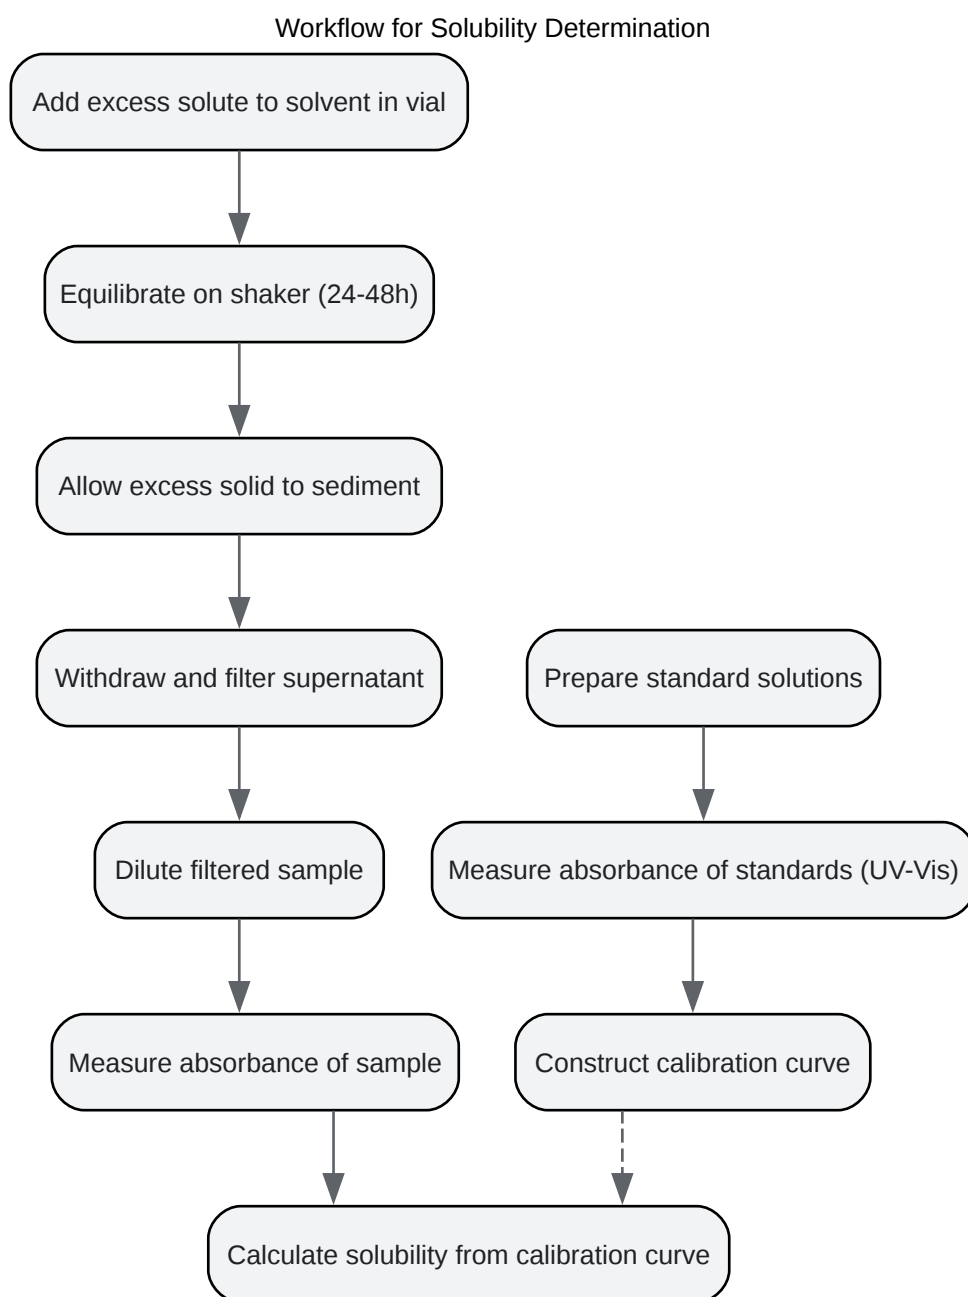 Workflow for Solubility Determination
Add excess solute to solvent in vial
Equilibrate on shaker (24-48h)
Allow excess solid to sediment
Withdraw and filter supernatant
Prepare standard solutions
Dilute filtered sample
Measure absorbance of standards (UV-Vis)
Measure absorbance of sample
Construct calibration curve
Calculate solubility from calibration curve